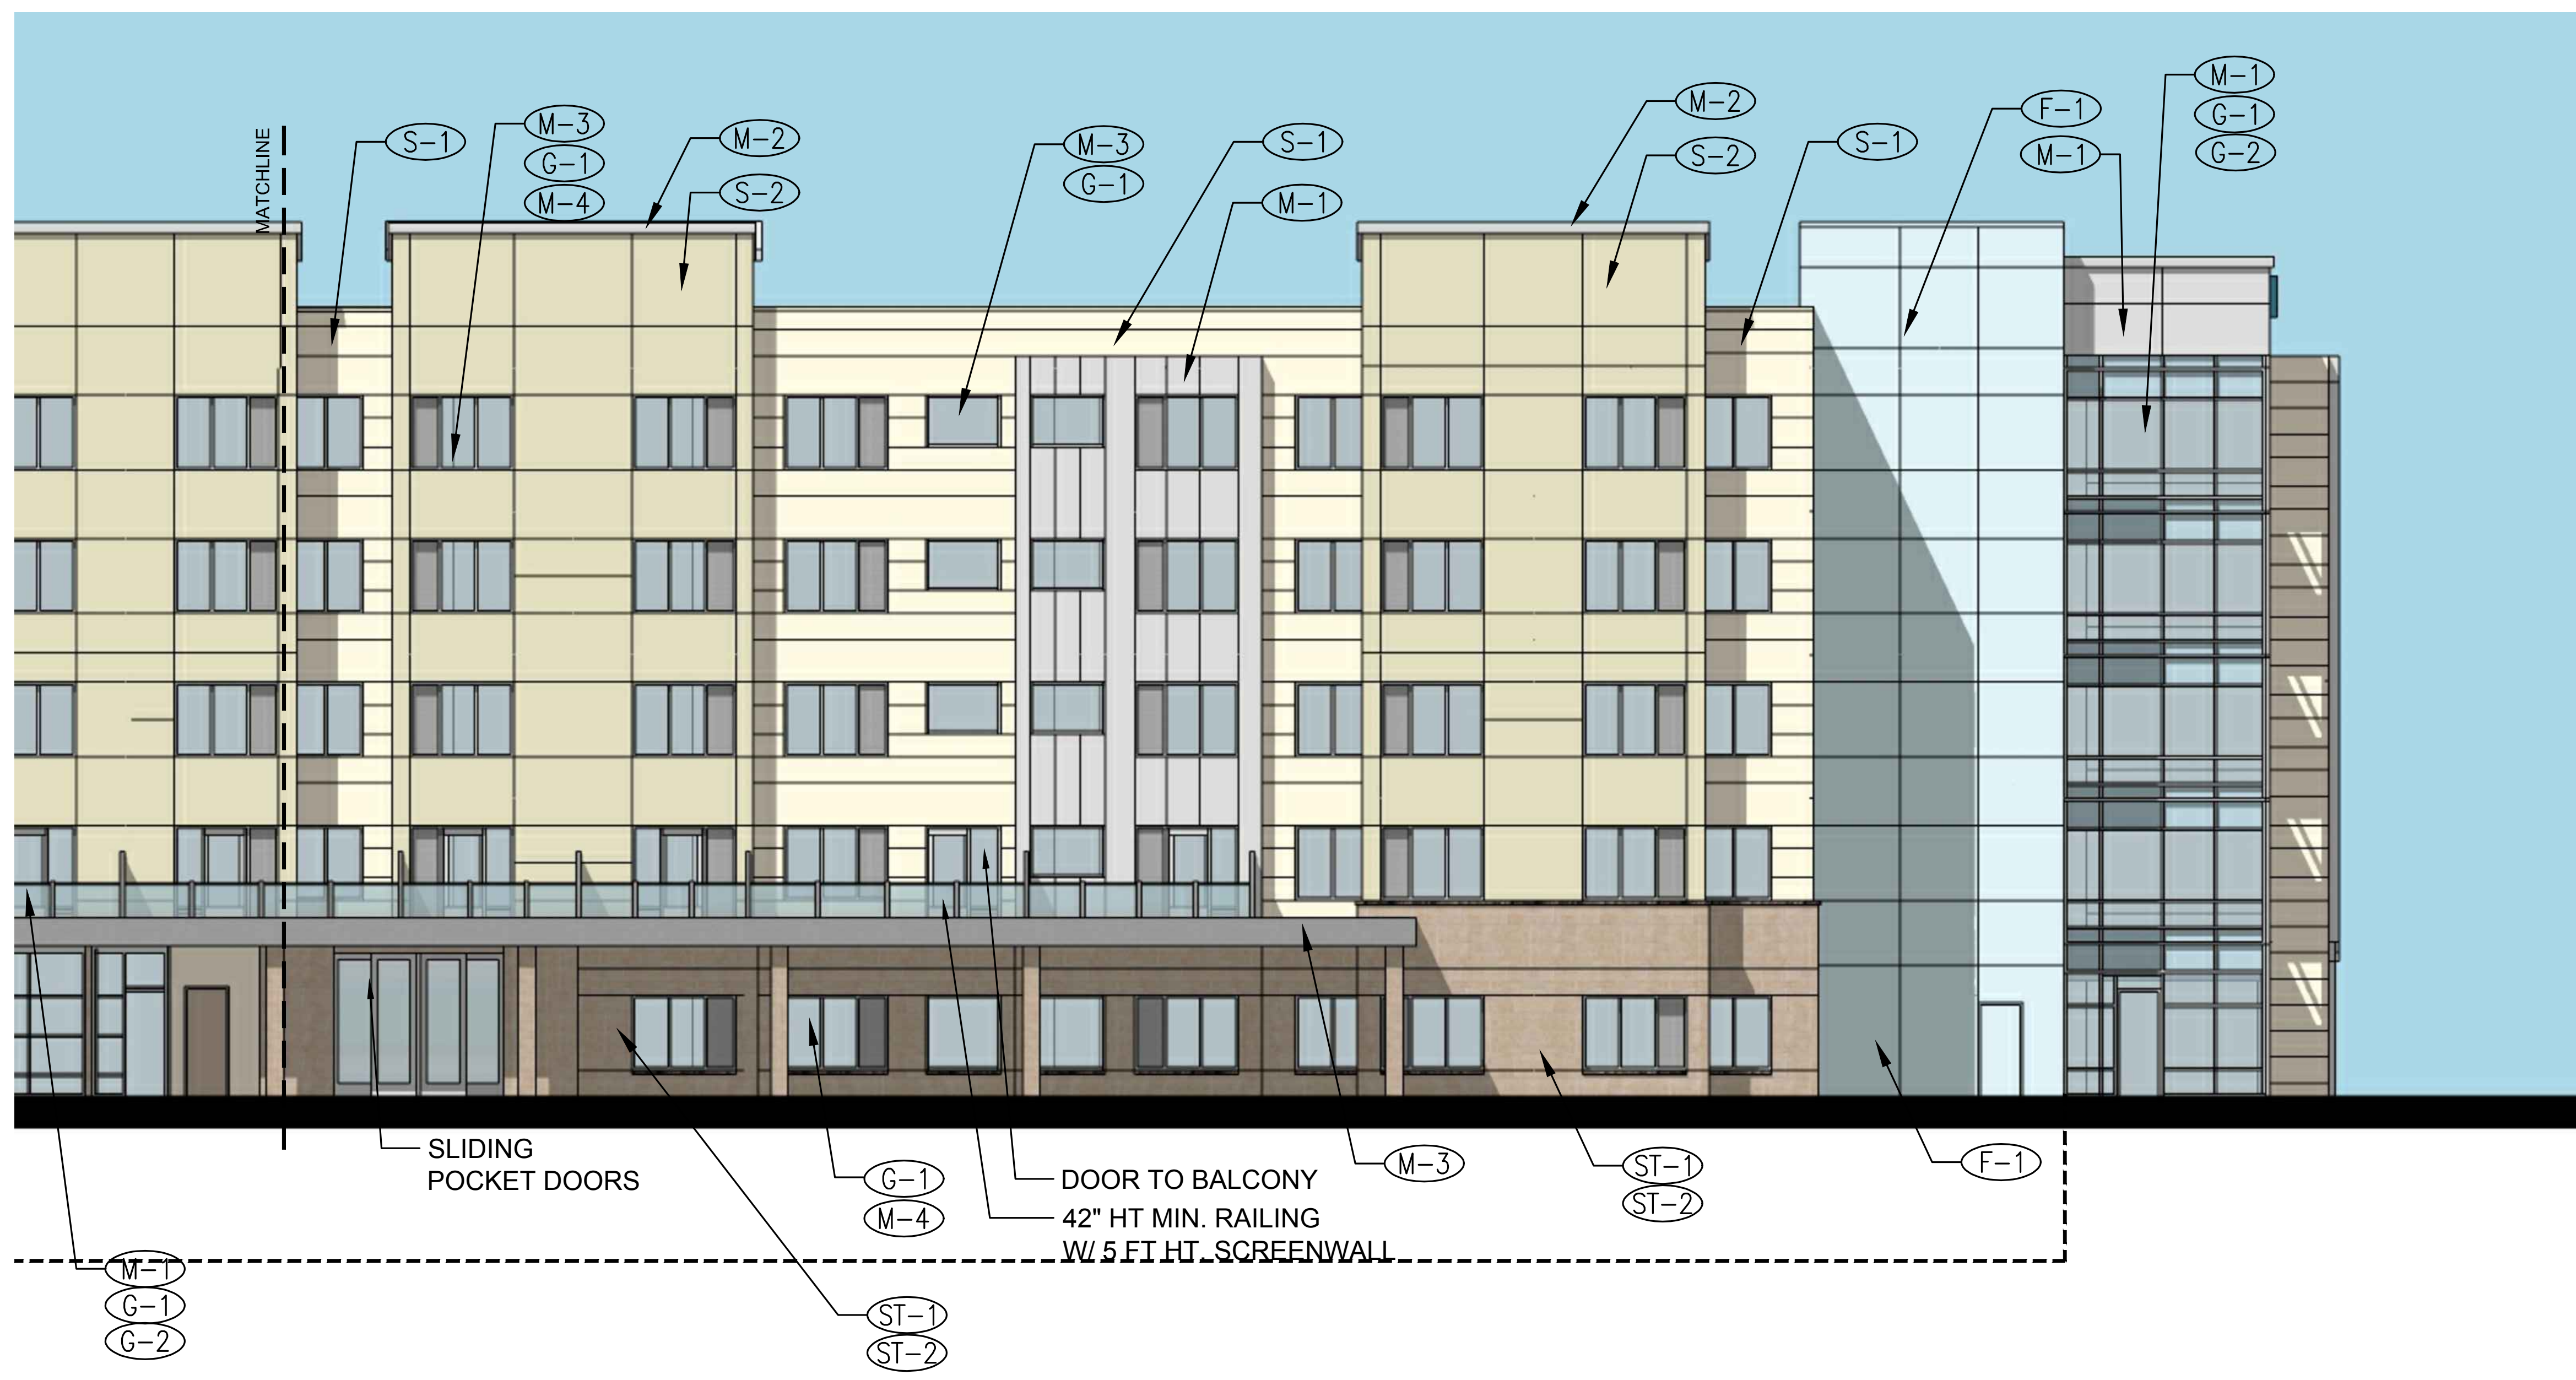 MATCHLINE
S-1
M-3
G-1
M-4
M-2
S-2
M-3
G-1
S-1
M-1
M-2
S-2
S-1
F-1
M-1
M-1
G-1
G-2
SLIDING
POCKET DOORS
G-1
M-4
DOOR TO BALCONY
42" HT MIN. RAILING
W/ 5 FT HT. SCREENWALL
M-3
ST-1
ST-2
F-1
M-1
G-1
G-2
ST-1
ST-2